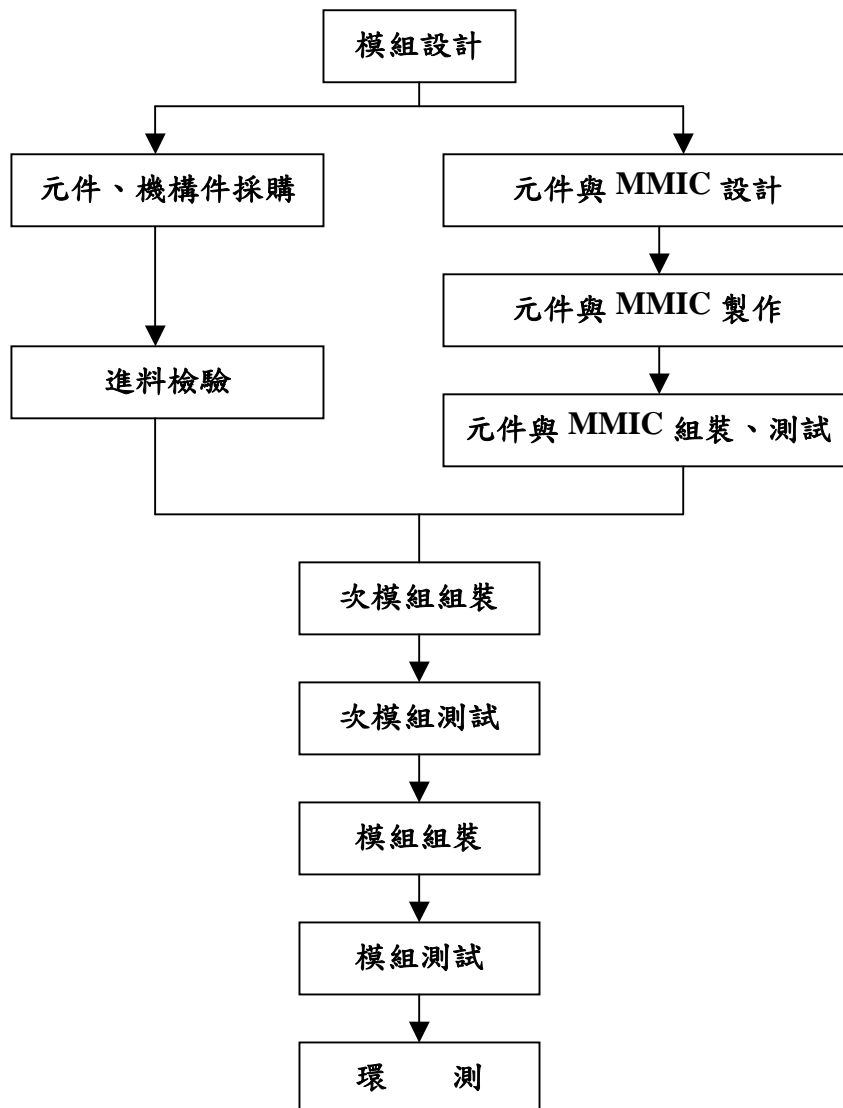 模組設計
元件、機構件採購
元件與 MMIC 設計
元件與 MMIC 製作
進料檢驗
元件與 MMIC 組裝、測試
次模組組裝
次模組測試
模組組裝
模組測試
環 測